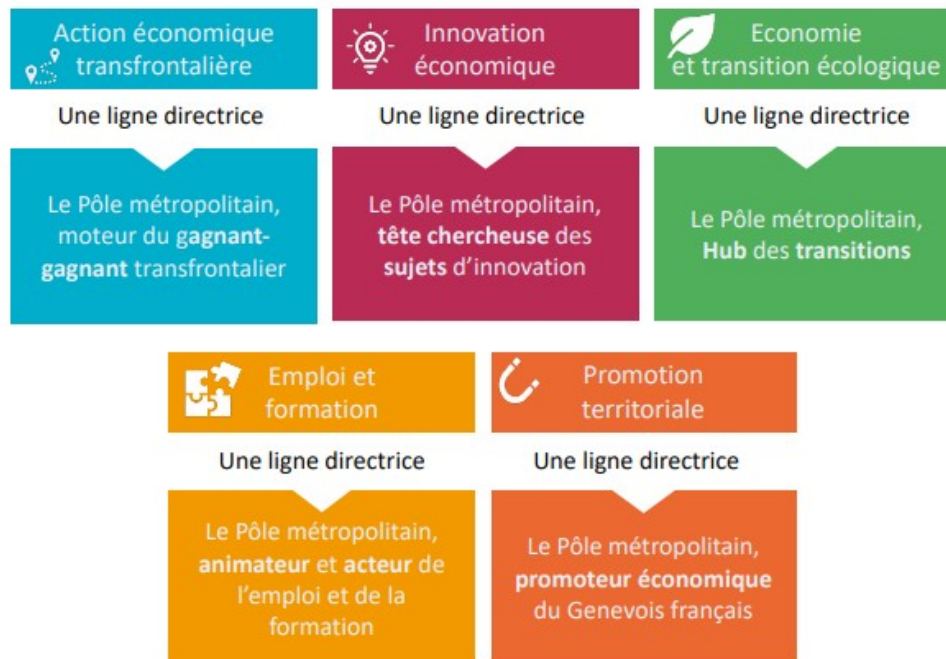 Action économique
transfrontalière
Une ligne directrice
Le Pôle métropolitain,
moteur du gagnant-
gagnant transfrontalier
Innovation
économique
Une ligne directrice
Le Pôle métropolitain,
tête chercheuse des
sujets d'innovation
Economie
et transition écologique
Une ligne directrice
Le Pôle métropolitain,
Hub des transitions
Emploi et
formation
Une ligne directrice
Le Pôle métropolitain,
animateur et acteur de
l'emploi et de la
formation
Promotion
territoriale
Une ligne directrice
Le Pôle métropolitain,
promoteur économique
du Genevois français